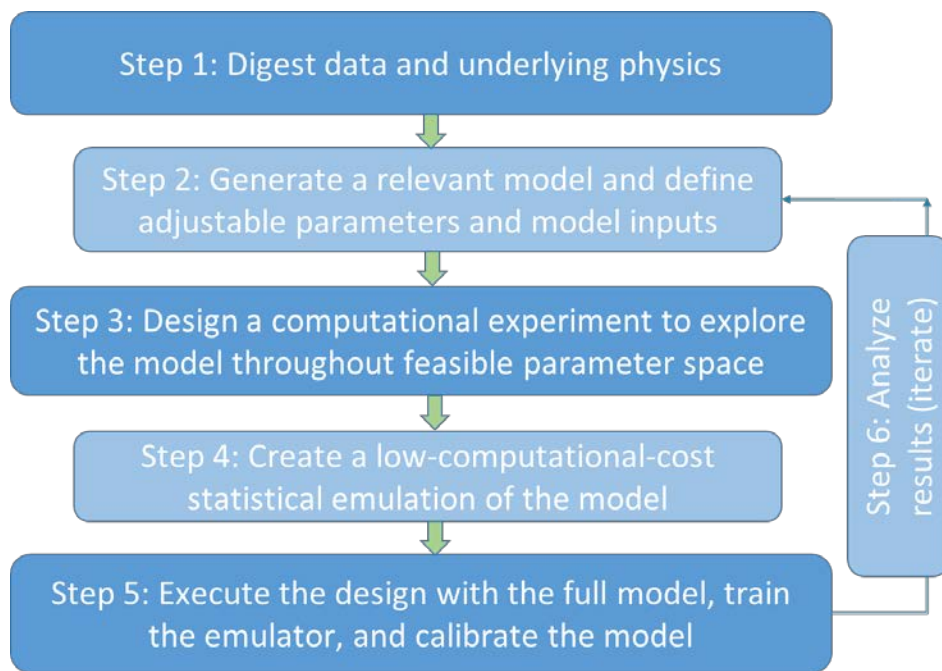 Step 1: Digest data and underlying physics
Step 2: Generate a relevant model and define
adjustable parameters and model inputs
Step 3: Design a computational experiment to explore
the model throughout feasible parameter space
Step 4: Create a low-computational-cost
statistical emulation of the model
Step 5: Execute the design with the full model, train
the emulator, and calibrate the model
Step 6: Analyze
results (iterate)